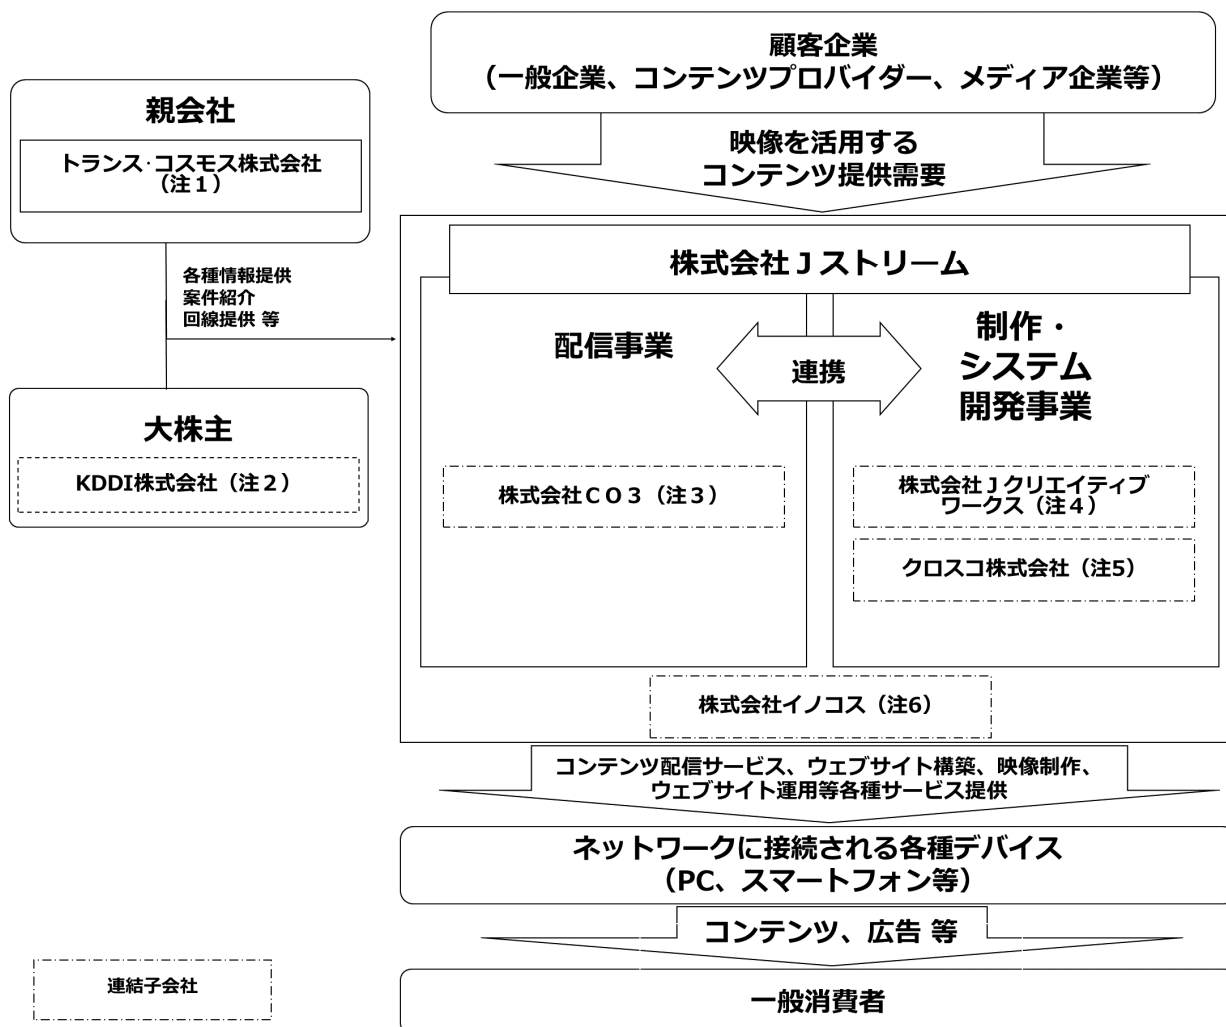 顧客企業
（一般企業、コンテンツプロバイダー、メディア企業等）
親会社
トランス・コスモス株式会社
（注１）
映像を活用する
コンテンツ提供需要
株式会社Ｊストリーム
各種情報提供
案件紹介
回線提供 等
配信事業
連携
制作・
システム
開発事業
大株主
KDDI株式会社（注２）
株式会社ＣＯ３（注３）
株式会社Ｊクリエイティブ
ワークス（注４）
クロスコ株式会社（注5）
株式会社イノコス（注6）
コンテンツ配信サービス、ウェブサイト構築、映像制作、
ウェブサイト運用等各種サービス提供
ネットワークに接続される各種デバイス
（PC、スマートフォン等）
コンテンツ、広告 等
連結子会社
一般消費者